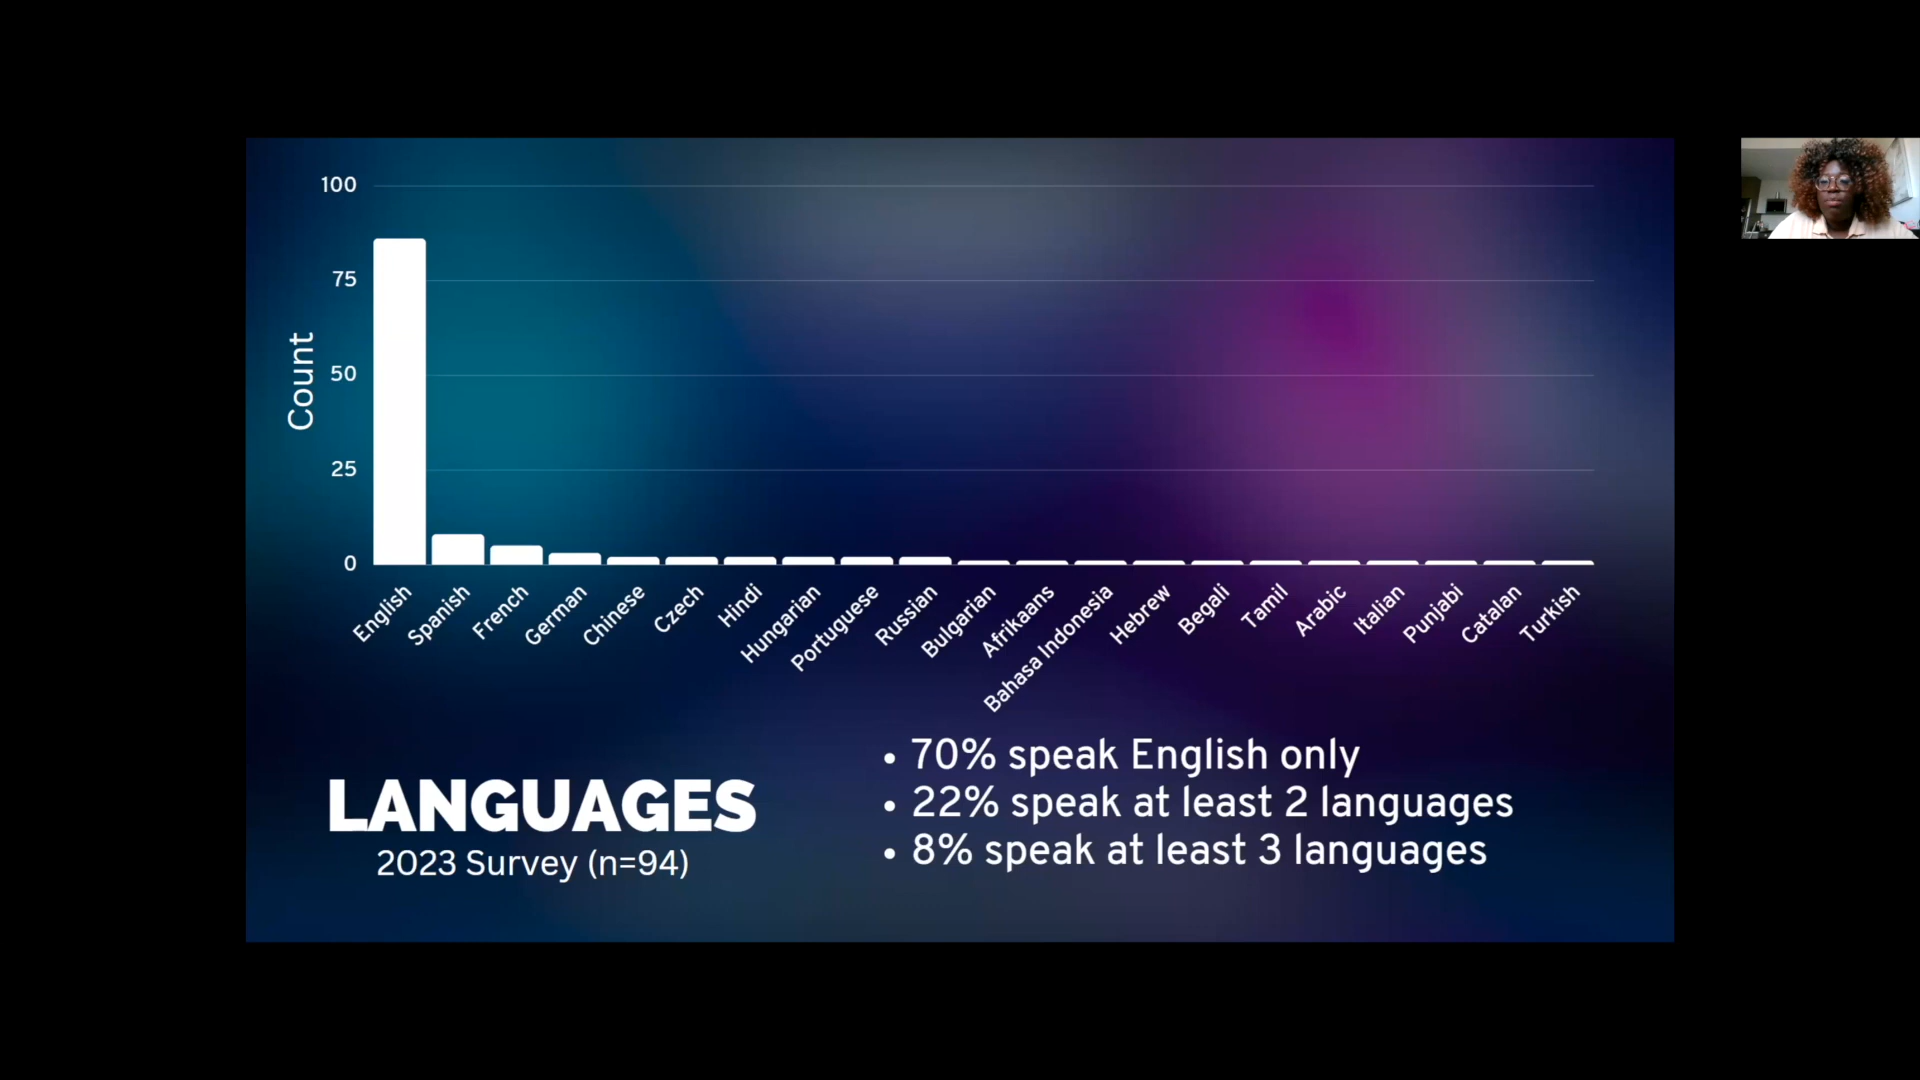 100
75
50
25
0
Count
English
Spanish
French
German
Chinese
Czech
Hindi
Hungarian
Portuguese
Russian
Bulgarian
Afrikaans
Bahasa Indonesia
Hebrew
Begali
Tamil
Arabic
Italian
Punjabi
Catalan
Turkish
LANGUAGES
2023 Survey (n=94)
• 70% speak English only
• 22% speak at least 2 languages
• 8% speak at least 3 languages